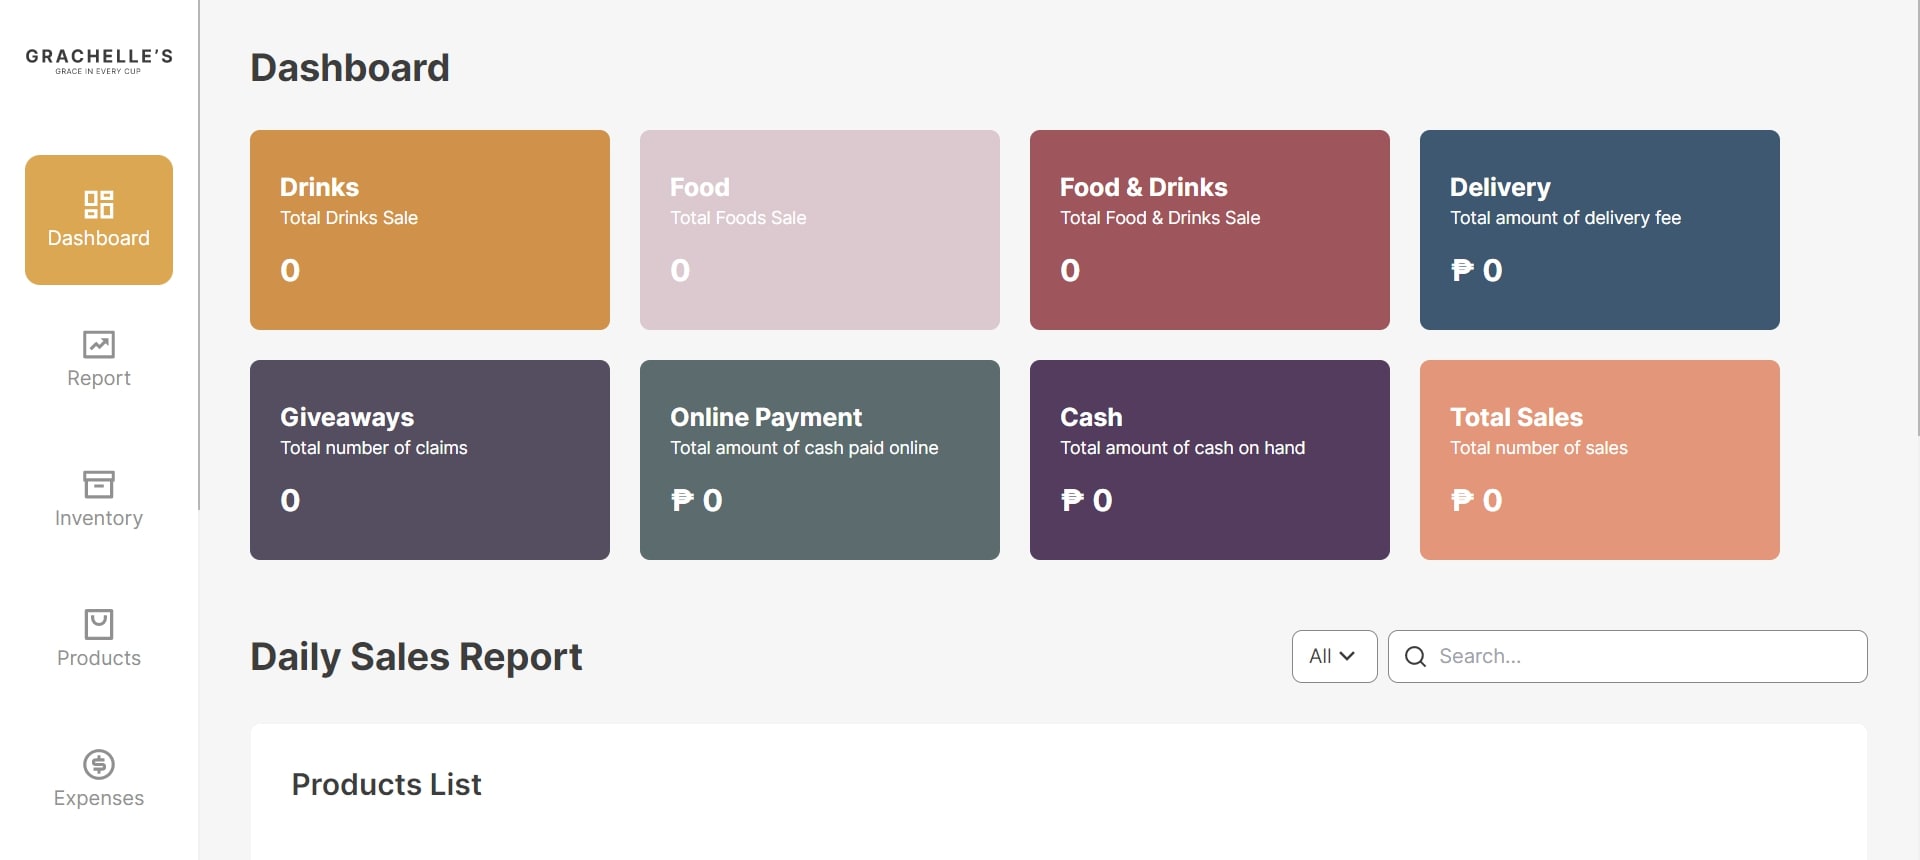 GRACHELLE’S
GRACE IN EVERY CUP
Dashboard
Report
Inventory
Products
Expenses
Dashboard
Drinks
Total Drinks Sale
0
Food
Total Foods Sale
0
Food & Drinks
Total Food & Drinks Sale
0
Delivery
Total amount of delivery fee
₱ 0
Giveaways
Total number of claims
0
Online Payment
Total amount of cash paid online
₱ 0
Cash
Total amount of cash on hand
₱ 0
Total Sales
Total number of sales
₱ 0
Daily Sales Report
All
Search...
Products List